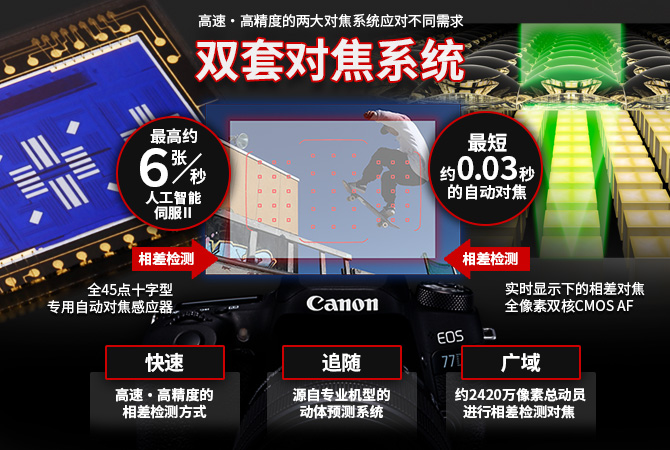 高速・高精度的两大对焦系统应对不同需求
双套对焦系统
最高约
6张/秒
人工智能
伺服II
最短
约0.03秒
的自动对焦
相差检测
相差检测
全45点十字型
专用自动对焦感应器
实时显示下的相差对焦
全像素双核CMOS AF
Canon
EOS
77D
快速
高速・高精度的
相差检测方式
追随
源自专业机型的
动体预测系统
广域
约2420万像素总动员
进行相差检测对焦